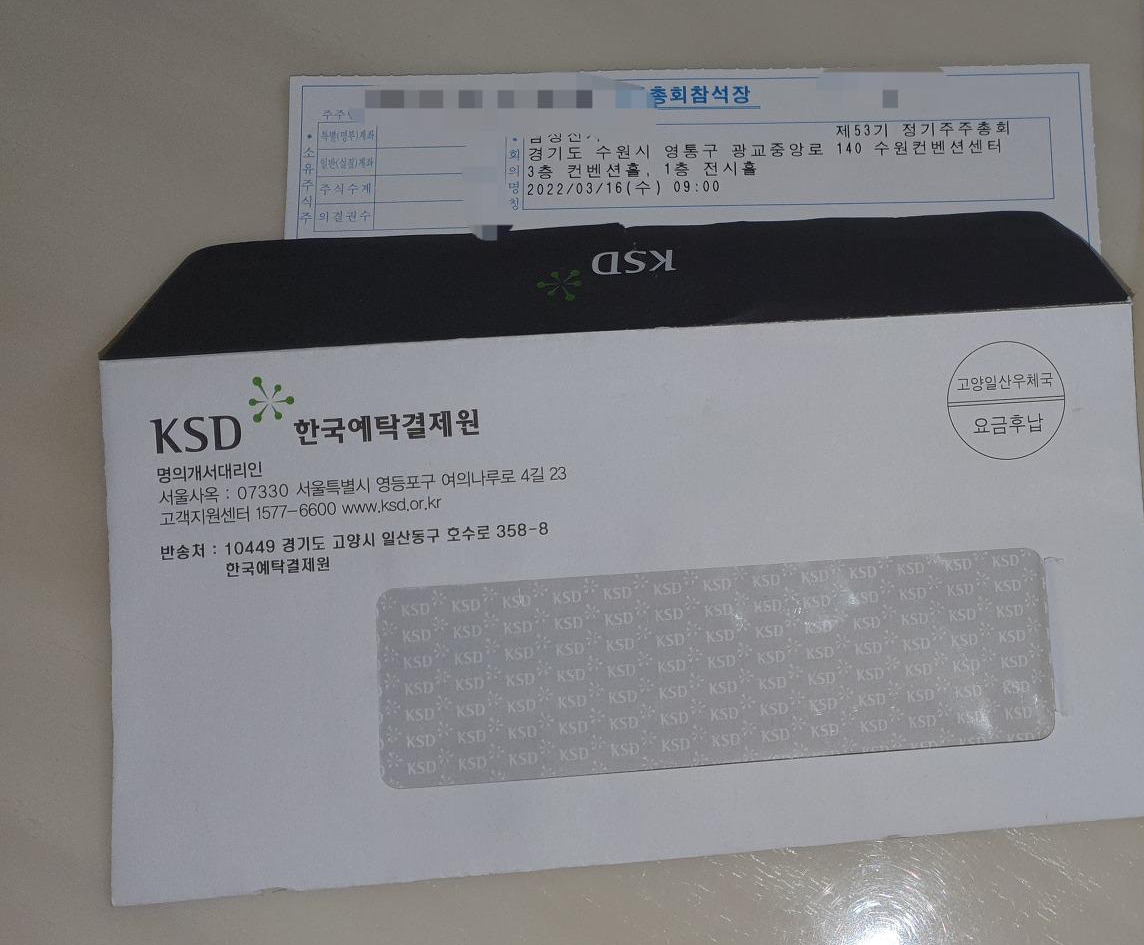 총회참석장
주주
특별(명부)계좌
일반(실질)계좌
주식수계
의결권수
소유주식
회의명칭
제53기 정기주주총회
경기도 수원시 영통구 광교중앙로 140 수원컨벤션센터
3층 컨벤션홀, 1층 전시홀
2022/03/16(수) 09:00
KSD
KSD 한국예탁결제원
고양일산우체국
요금후납
명의개서대리인
서울사옥 : 07330 서울특별시 영등포구 여의나루로 4길 23
고객지원센터 1577-6600 www.ksd.or.kr
반송처 : 10449 경기도 고양시 일산동구 호수로 358-8
한국예탁결제원